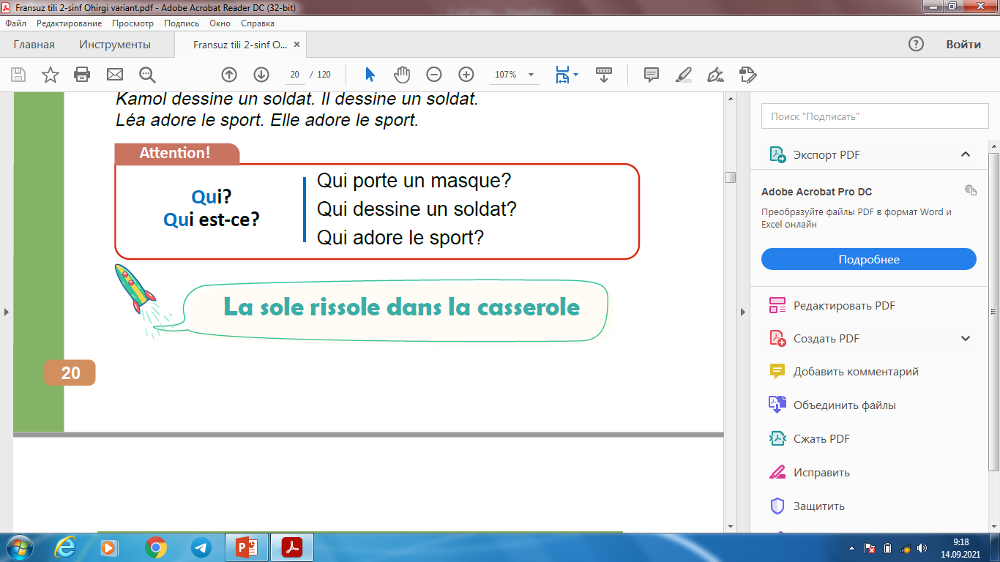 Fransuz tili 2-sinf Ohirgi variant.pdf - Adobe Acrobat Reader DC (32-bit)
Файл Редактирование Просмотр Подпись Окно Справка
Главная Инструменты Fransuz tili 2-sinf O... × Войти
20 / 120 107%
Kamol dessine un soldat. Il dessine un soldat.
Léa adore le sport. Elle adore le sport.
Attention!
Qui?
Qui est-ce?
Qui porte un masque?
Qui dessine un soldat?
Qui adore le sport?
La sole rissole dans la casserole
20
Поиск "Подписать"
Экспорт PDF
Adobe Acrobat Pro DC
Преобразуйте файлы PDF в формат Word и
Excel онлайн
Подробнее
Редактировать PDF
Создать PDF
Добавить комментарий
Объединить файлы
Сжать PDF
Исправить
Защитить
9:18
14.09.2021